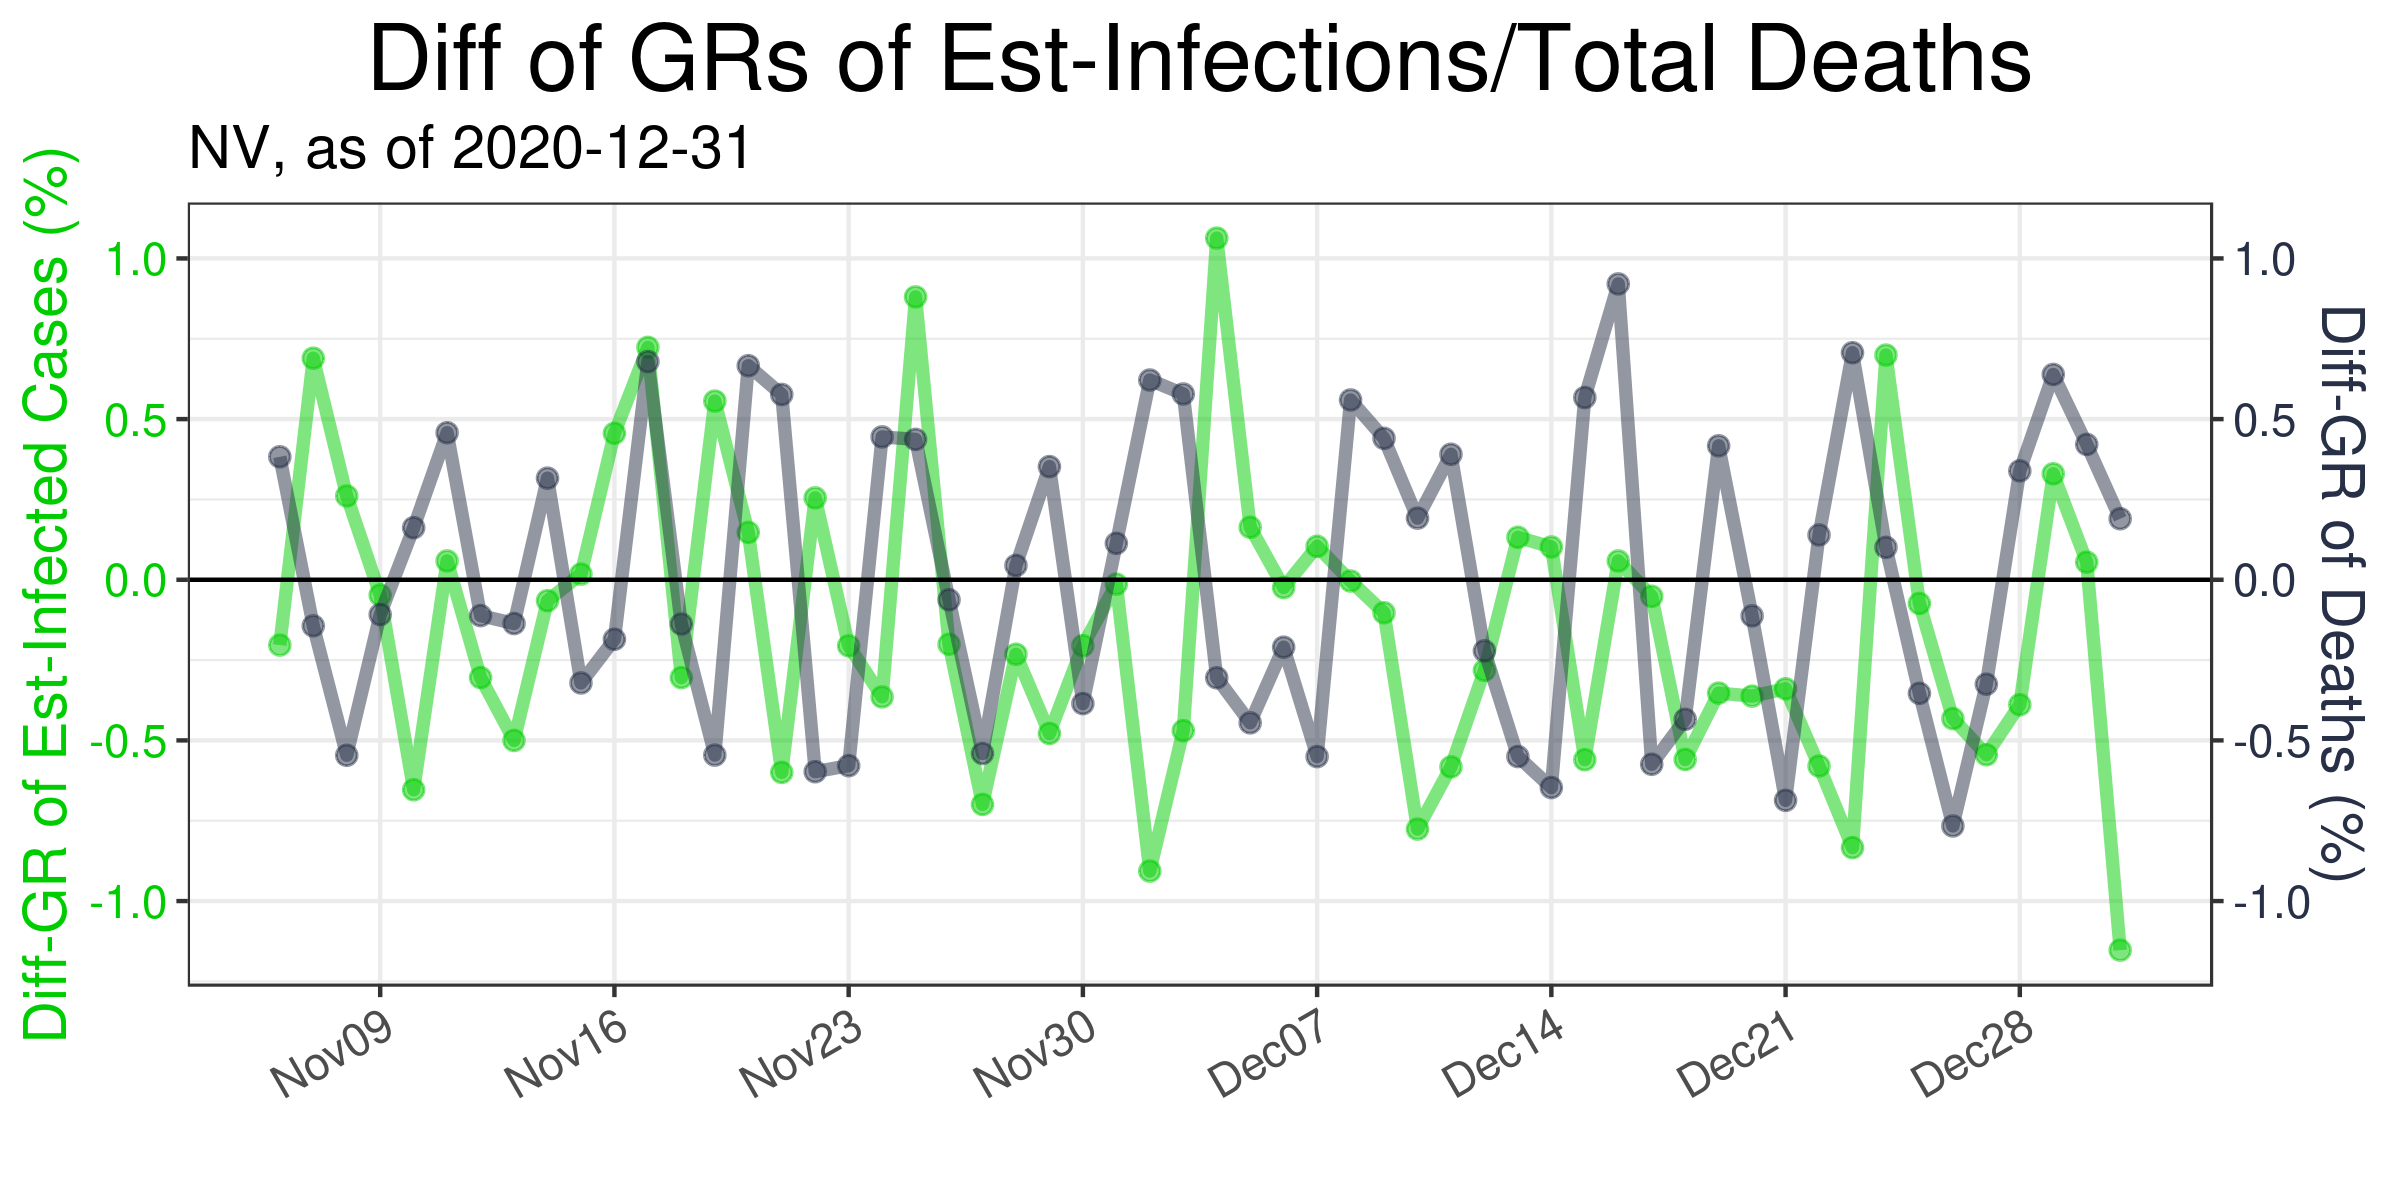 Diff of GRs of Est-Infections/Total Deaths
NV, as of 2020-12-31
Diff-GR of Est-Infected Cases (%)
1.0
0.5
0.0
-0.5
-1.0
1.0
0.5
0.0
-0.5
-1.0
Diff-GR of Deaths (%)
Nov09
Nov16
Nov23
Nov30
Dec07
Dec14
Dec21
Dec28